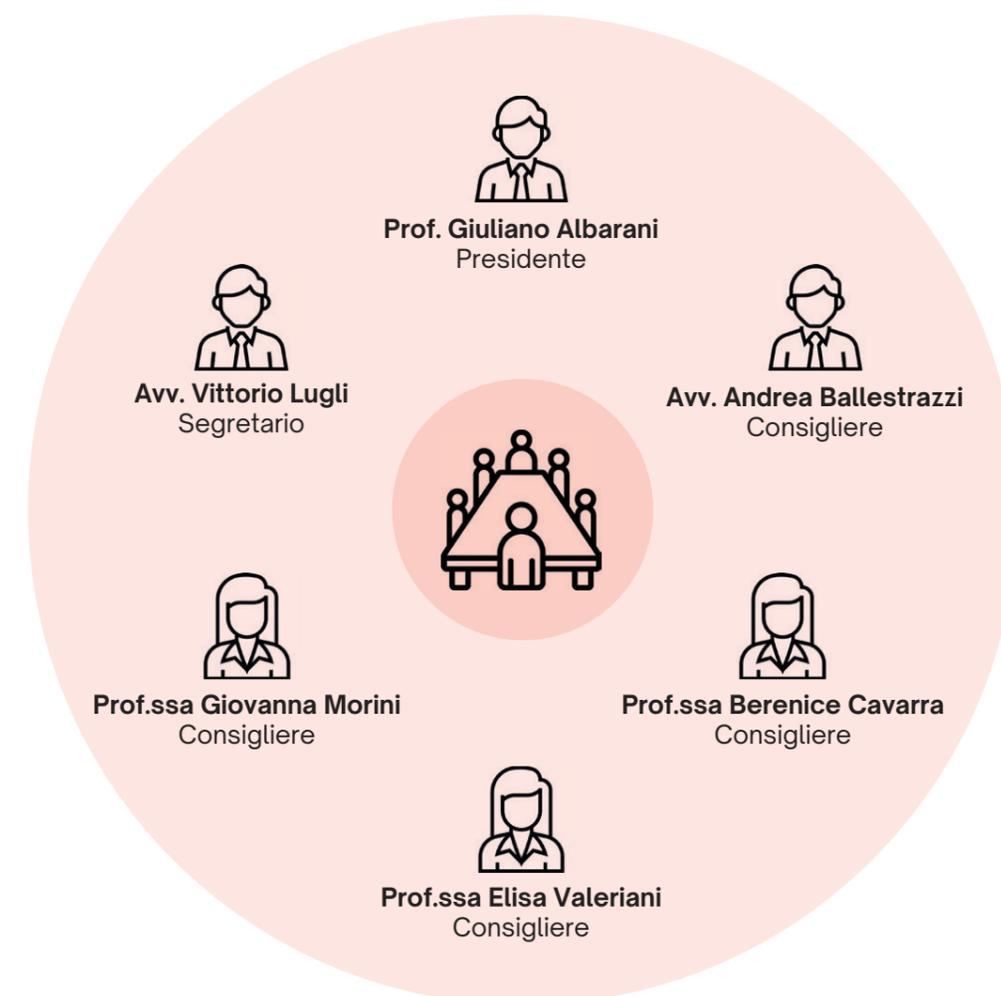 Prof. Giuliano Albarani
Presidente
Avv. Vittorio Lugli
Segretario
Avv. Andrea Ballestrazzi
Consigliere
Prof.ssa Giovanna Morini
Consigliere
Prof.ssa Berenice Cavarra
Consigliere
Prof.ssa Elisa Valeriani
Consigliere